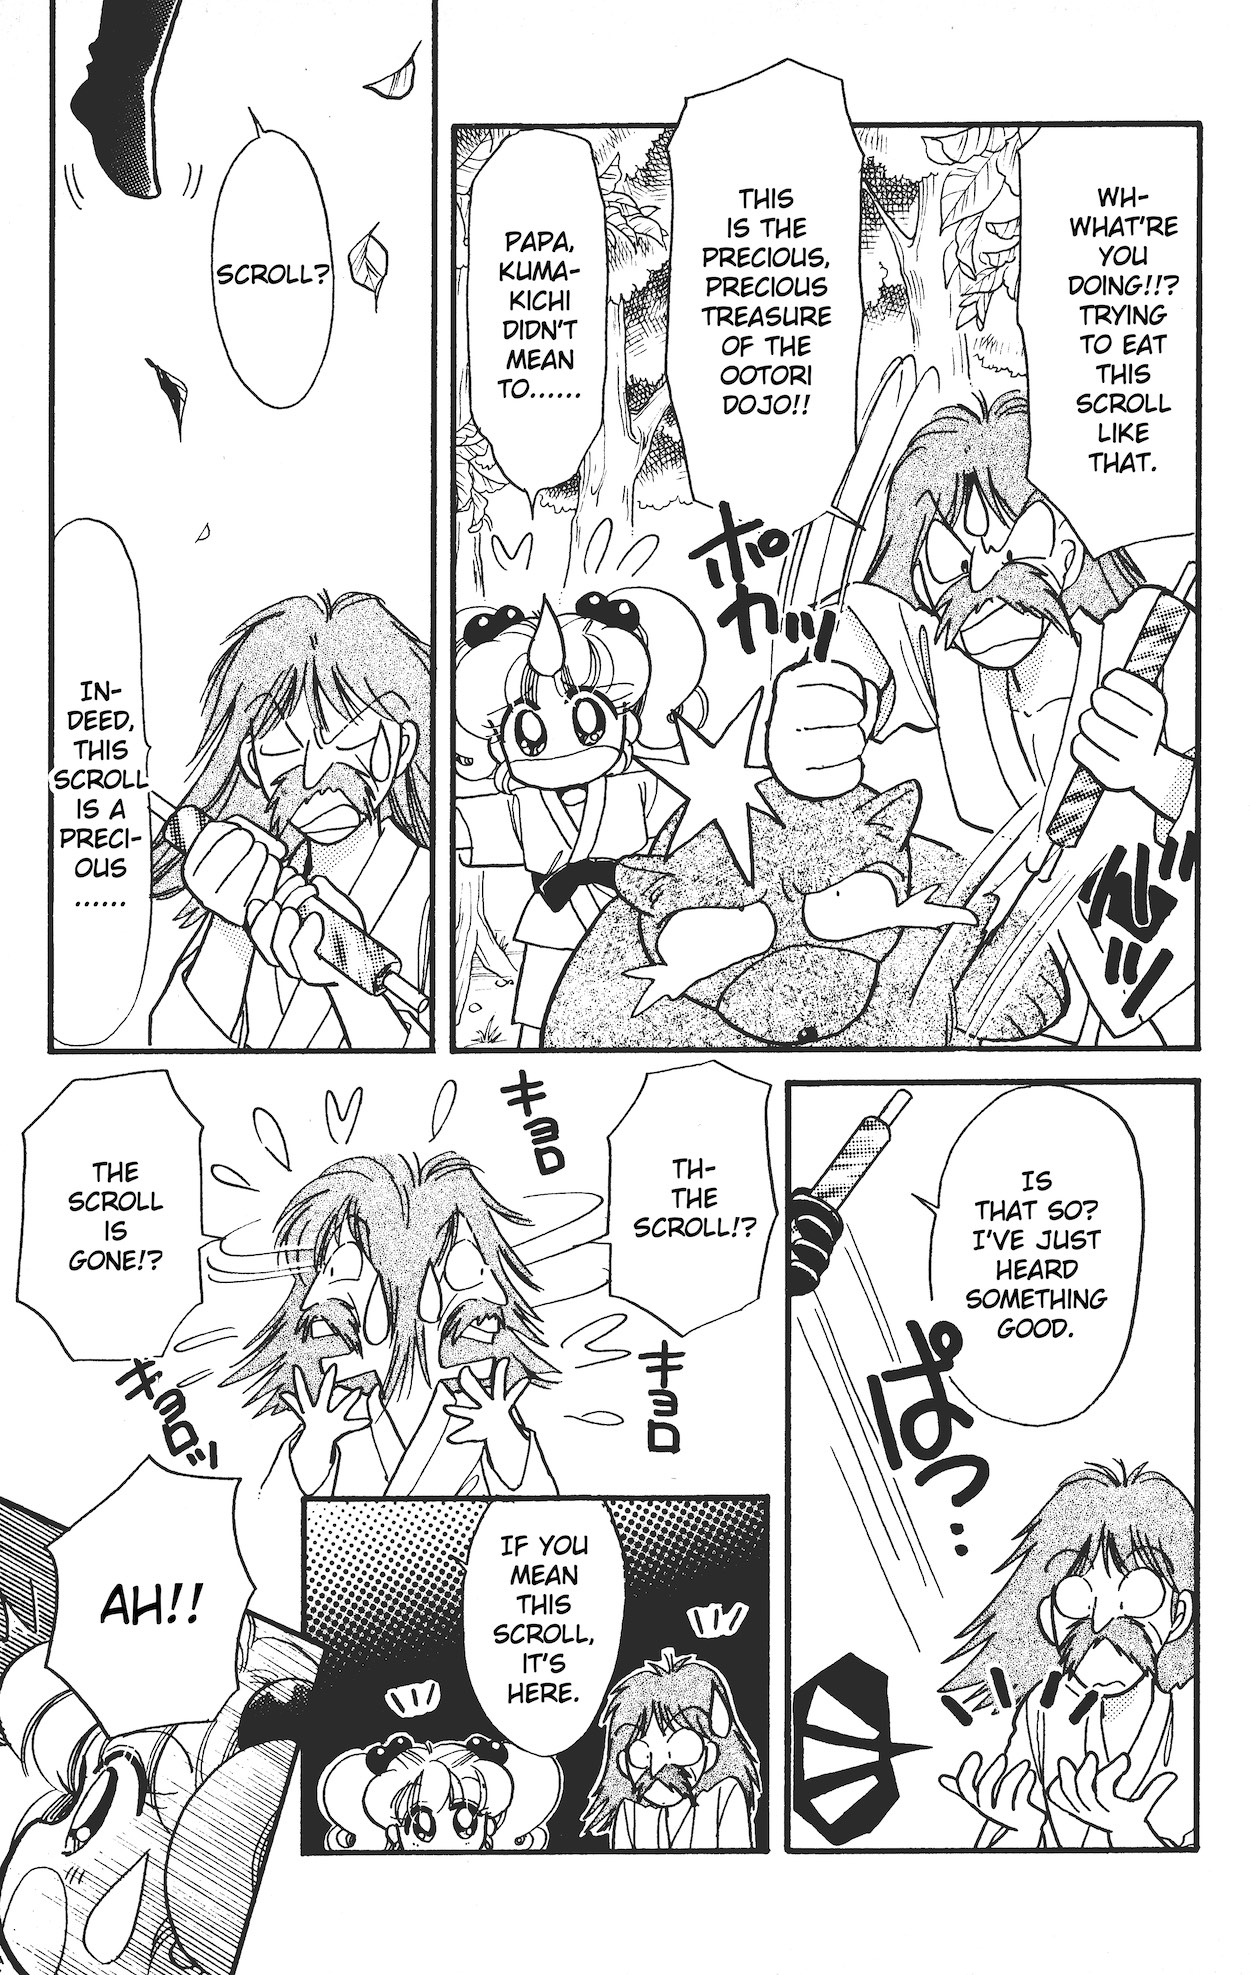 WH-
WHAT'RE
YOU
DOING!!?
TRYING
TO EAT
THIS
SCROLL
LIKE
THAT.
THIS
IS THE
PRECIOUS,
PRECIOUS
TREASURE
OF THE
OOTORI
DOJO!!
PAPA,
KUMA-
KICHI
DIDN'T
MEAN
TO......
ポカッ
SCROLL?
IN-
DEED,
THIS
SCROLL
IS A
PRECI-
OUS
......
IS
THAT SO?
I'VE JUST
HEARD
SOMETHING
GOOD.
ぱっ
TH-
THE
SCROLL!?
THE
SCROLL
IS
GONE!?
キョロ
キョロ
キョロッ
IF YOU
MEAN
THIS
SCROLL,
IT'S
HERE.
AH!!